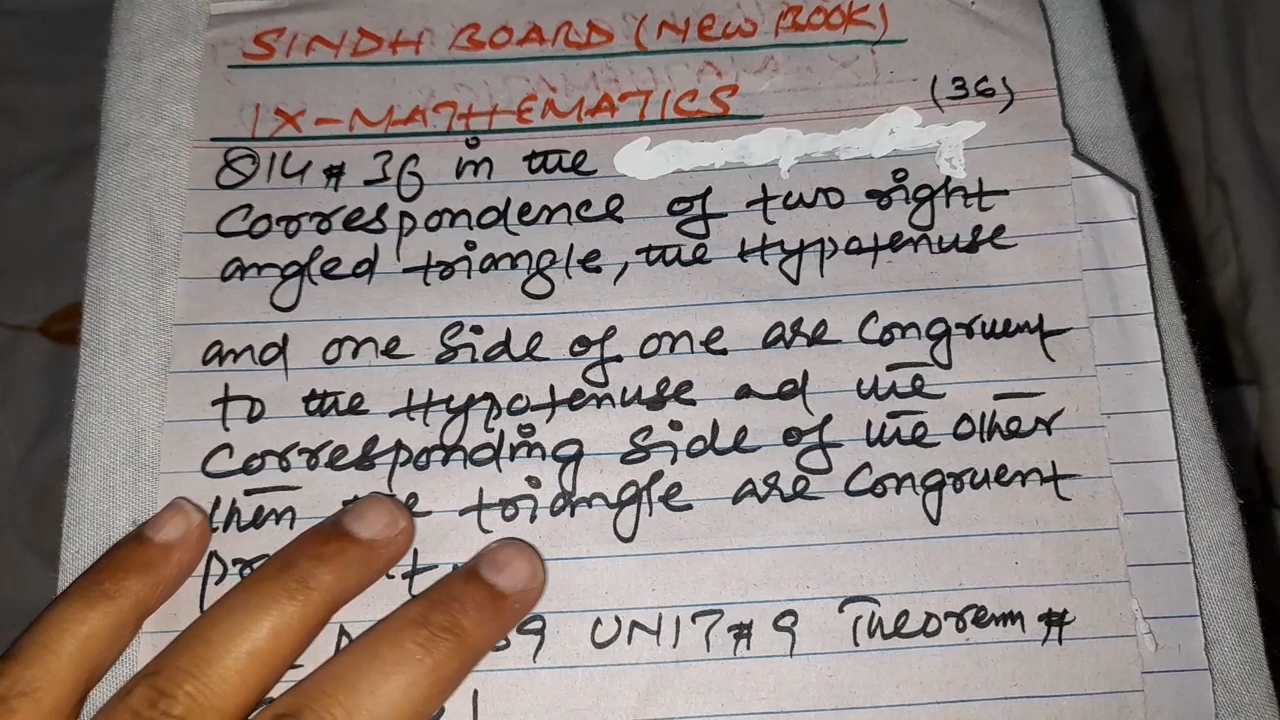 SINDH BOARD (NEW BOOK)
IX-MATHEMATICS (36)
Q14 # 36 in the
correspondence of two right
angled triangle, the Hypotenuse
and one side of one are congruent
to the Hypotenuse ad the
corresponding side of the other
then the triangle are congruent
UNIT # 9 Theorem #